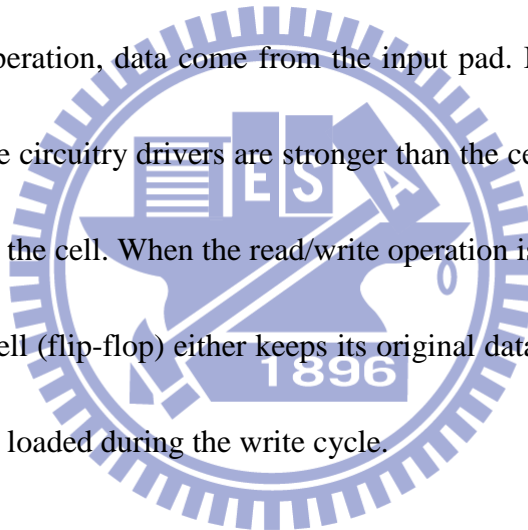 peration, data come from the input pad.
e circuitry drivers are stronger than the ce
the cell. When the read/write operation is
ell (flip-flop) either keeps its original data
loaded during the write cycle.
E S A
1896